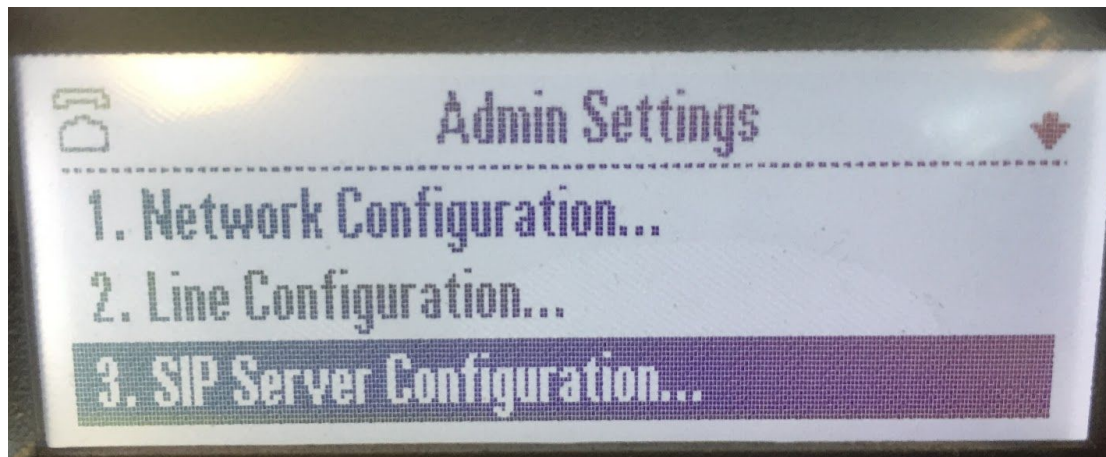 Admin Settings
1. Network Configuration...
2. Line Configuration...
3. SIP Server Configuration...